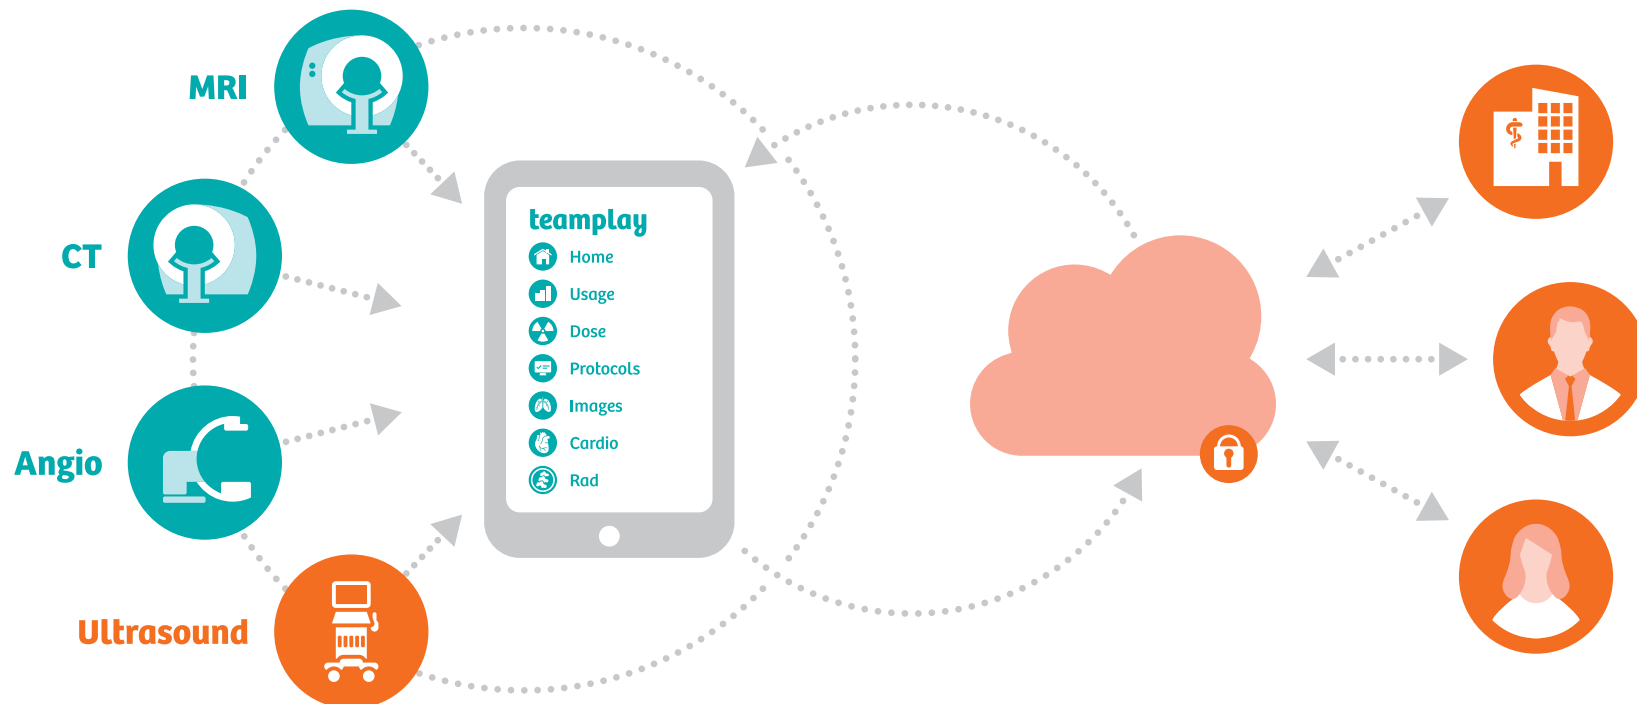 MRI
CT
Angio
Ultrasound
teamplay
Home
Usage
Dose
Protocols
Images
Cardio
Rad